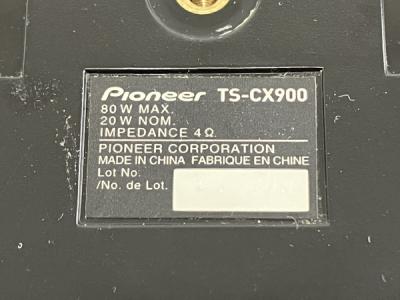 Pioneer TS-CX900
80 W MAX.
20 W NOM.
IMPEDANCE 4 Ω
PIONEER CORPORATION
MADE IN CHINA FABRIQUE EN CHINE
Lot No.
/No. de Lot.